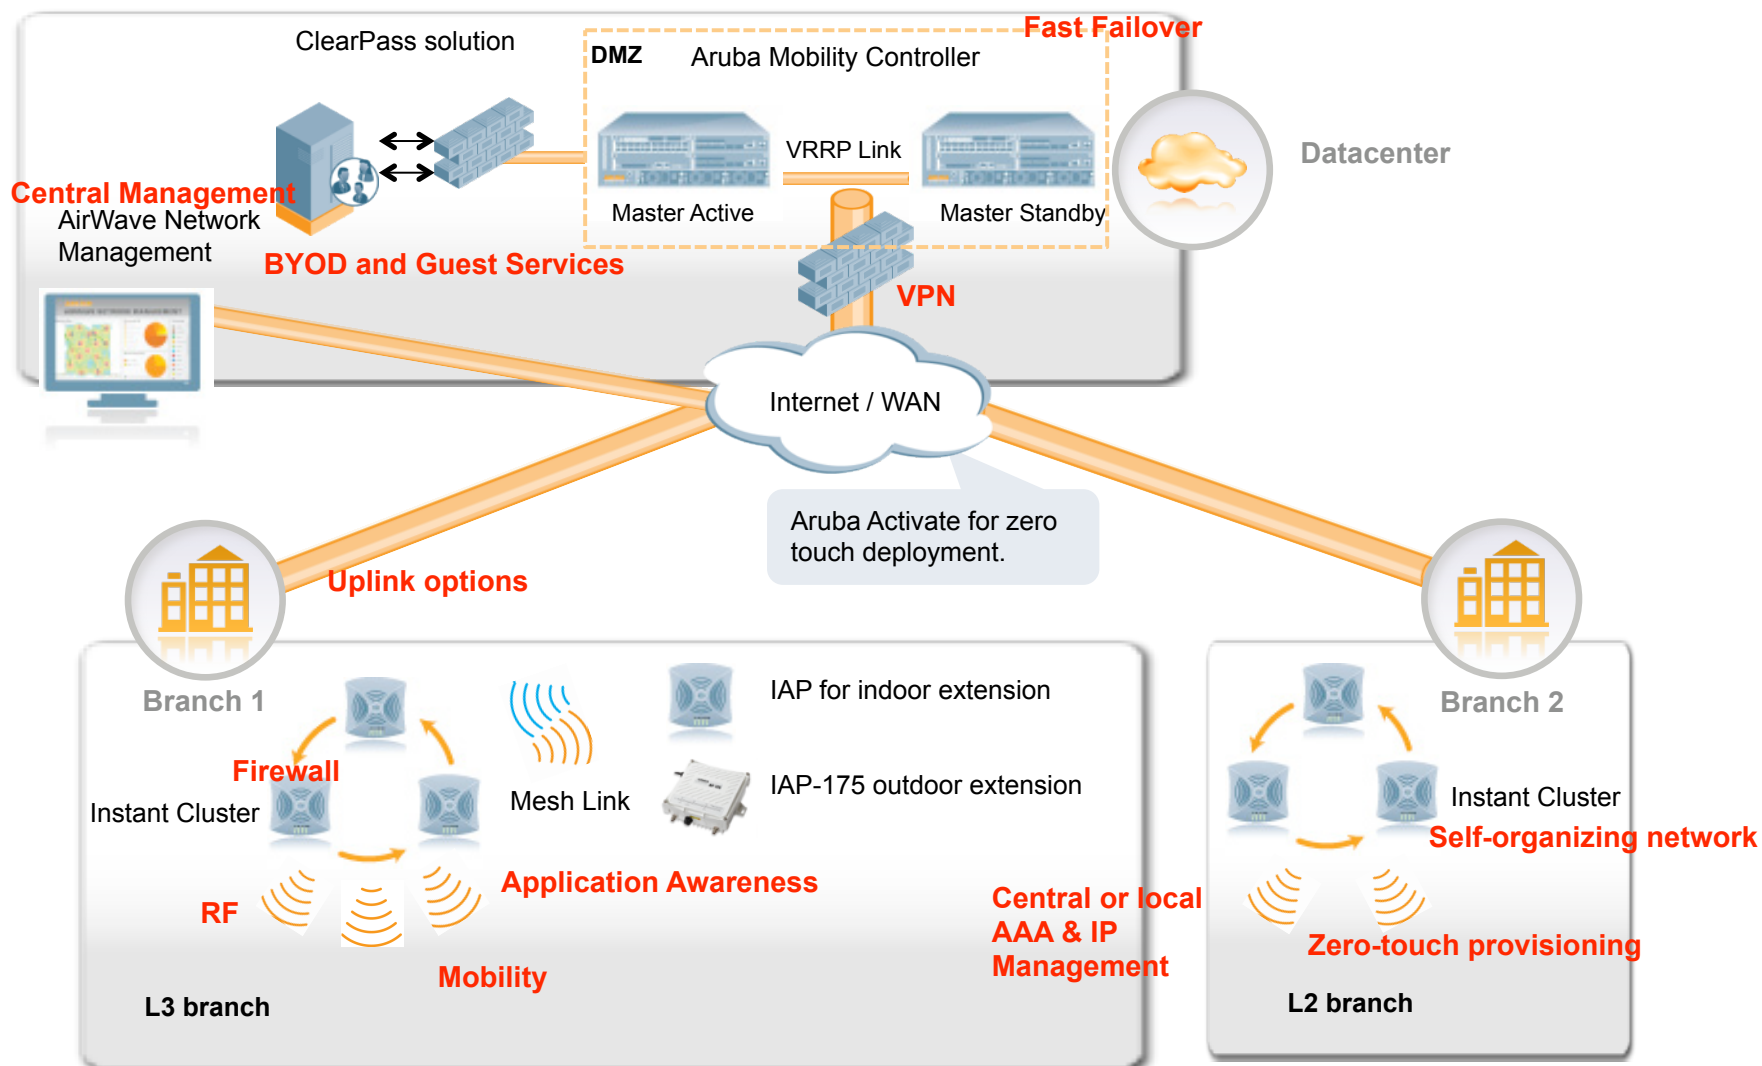 Fast Failover
ClearPass solution
DMZ
Aruba Mobility Controller
VRRP Link
Datacenter
Central Management
AirWave Network
Management
Master Active
Master Standby
BYOD and Guest Services
VPN
Internet / WAN
Aruba Activate for zero
touch deployment.
Uplink options
Branch 1
IAP for indoor extension
Branch 2
Firewall
Instant Cluster
Mesh Link
IAP-175 outdoor extension
Instant Cluster
Self-organizing network
Application Awareness
RF
Central or local
AAA & IP
Management
Zero-touch provisioning
Mobility
L3 branch
L2 branch